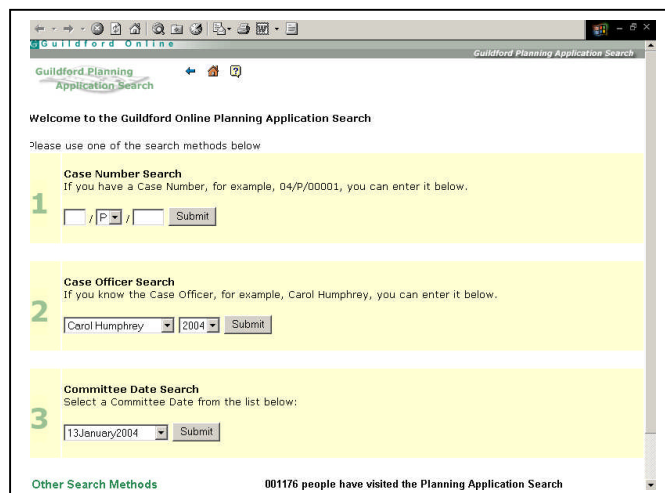 Guildford Online
Guildford Planning Application Search
Guildford Planning
Application Search
Welcome to the Guildford Online Planning Application Search
Please use one of the search methods below
1
Case Number Search
If you have a Case Number, for example, 04/P/00001, you can enter it below.
/ P / Submit
2
Case Officer Search
If you know the Case Officer, for example, Carol Humphrey, you can enter it below.
Carol Humphrey 2004 Submit
3
Committee Date Search
Select a Committee Date from the list below:
13January2004 Submit
Other Search Methods 001176 people have visited the Planning Application Search